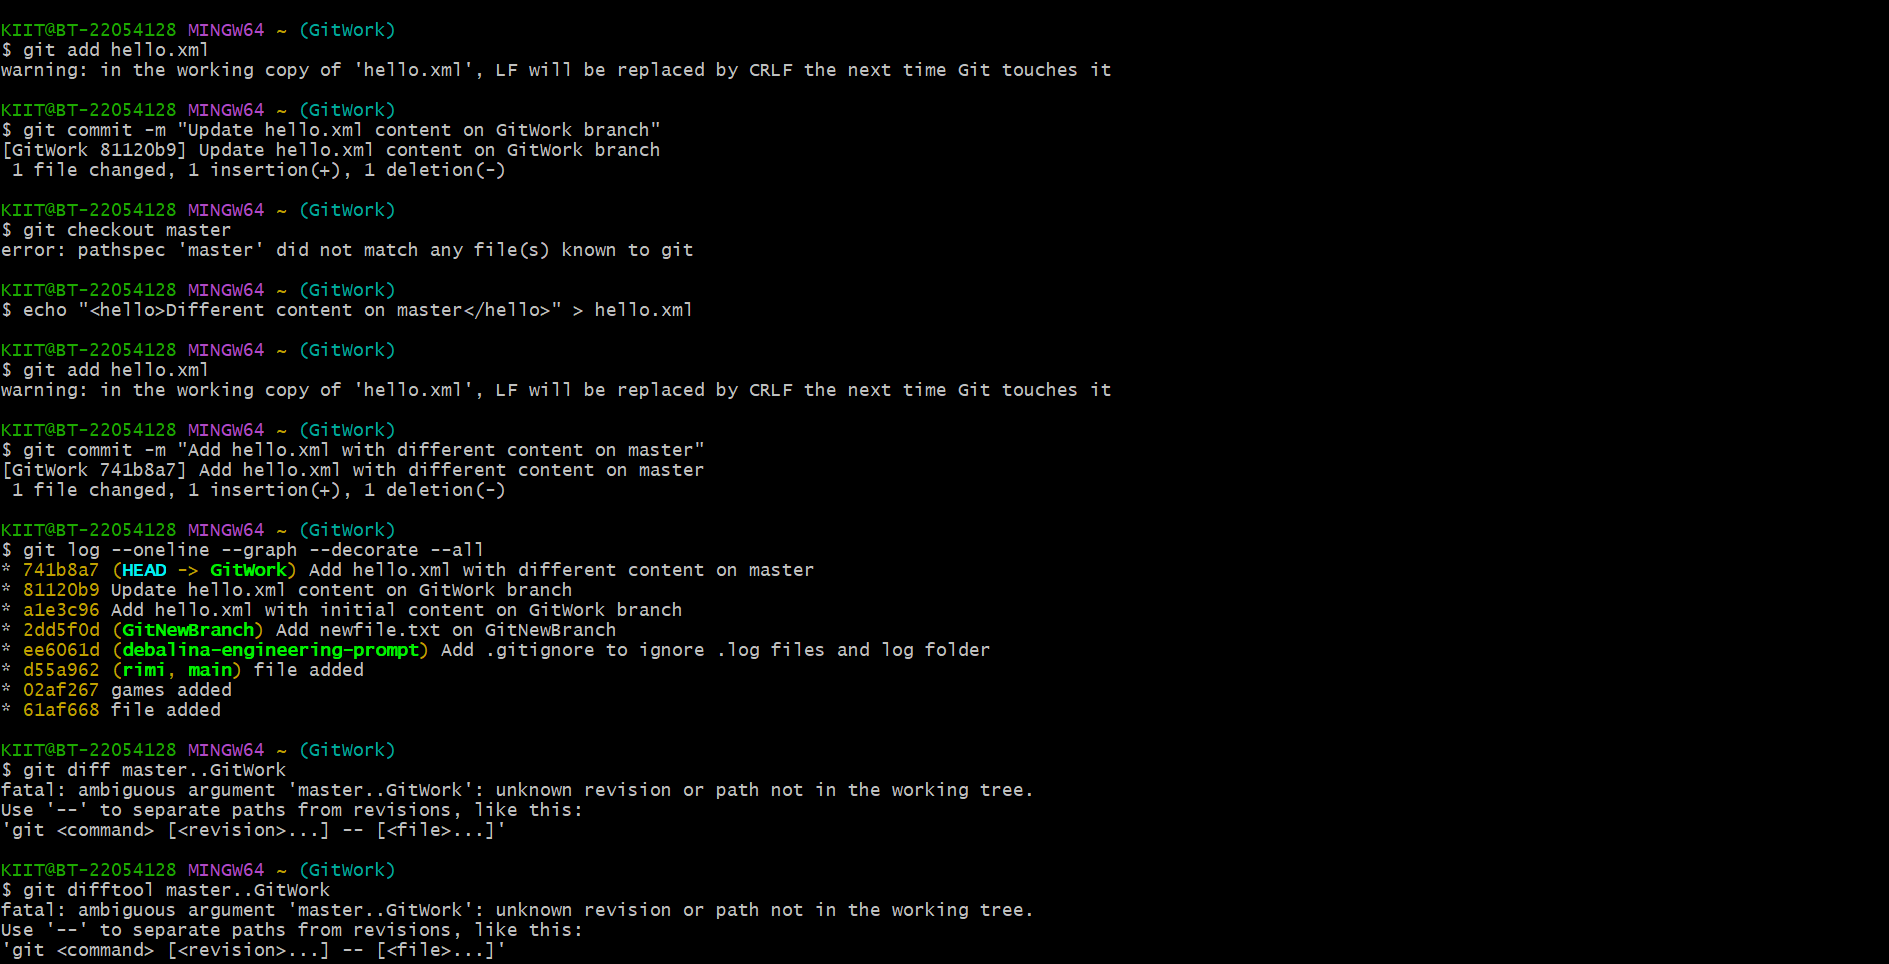 KIIT@BT-22054128 MINGW64 ~ (GitWork)
$ git add hello.xml
warning: in the working copy of 'hello.xml', LF will be replaced by CRLF the next time Git touches it
KIIT@BT-22054128 MINGW64 ~ (GitWork)
$ git commit -m "Update hello.xml content on GitWork branch"
[GitWork 81120b9] Update hello.xml content on GitWork branch
 1 file changed, 1 insertion(+), 1 deletion(-)
KIIT@BT-22054128 MINGW64 ~ (GitWork)
$ git checkout master
error: pathspec 'master' did not match any file(s) known to git
KIIT@BT-22054128 MINGW64 ~ (GitWork)
$ echo "<hello>Different content on master</hello>" > hello.xml
KIIT@BT-22054128 MINGW64 ~ (GitWork)
$ git add hello.xml
warning: in the working copy of 'hello.xml', LF will be replaced by CRLF the next time Git touches it
KIIT@BT-22054128 MINGW64 ~ (GitWork)
$ git commit -m "Add hello.xml with different content on master"
[GitWork 741b8a7] Add hello.xml with different content on master
 1 file changed, 1 insertion(+), 1 deletion(-)
KIIT@BT-22054128 MINGW64 ~ (GitWork)
$ git log --oneline --graph --decorate --all
* 741b8a7 (HEAD -> GitWork) Add hello.xml with different content on master
* 81120b9 Update hello.xml content on GitWork branch
* a1e3c96 Add hello.xml with initial content on GitWork branch
* 2dd5f0d (GitNewBranch) Add newfile.txt on GitNewBranch
* ee6061d (debalina-engineering-prompt) Add .gitignore to ignore .log files and log folder
* d55a962 (rimi, main) file added
* 02af267 games added
* 61af668 file added
KIIT@BT-22054128 MINGW64 ~ (GitWork)
$ git diff master..GitWork
fatal: ambiguous argument 'master..GitWork': unknown revision or path not in the working tree.
Use '--' to separate paths from revisions, like this:
'git <command> [<revision>...] -- [<file>...]'
KIIT@BT-22054128 MINGW64 ~ (GitWork)
$ git difftool master..GitWork
fatal: ambiguous argument 'master..GitWork': unknown revision or path not in the working tree.
Use '--' to separate paths from revisions, like this:
'git <command> [<revision>...] -- [<file>...]'